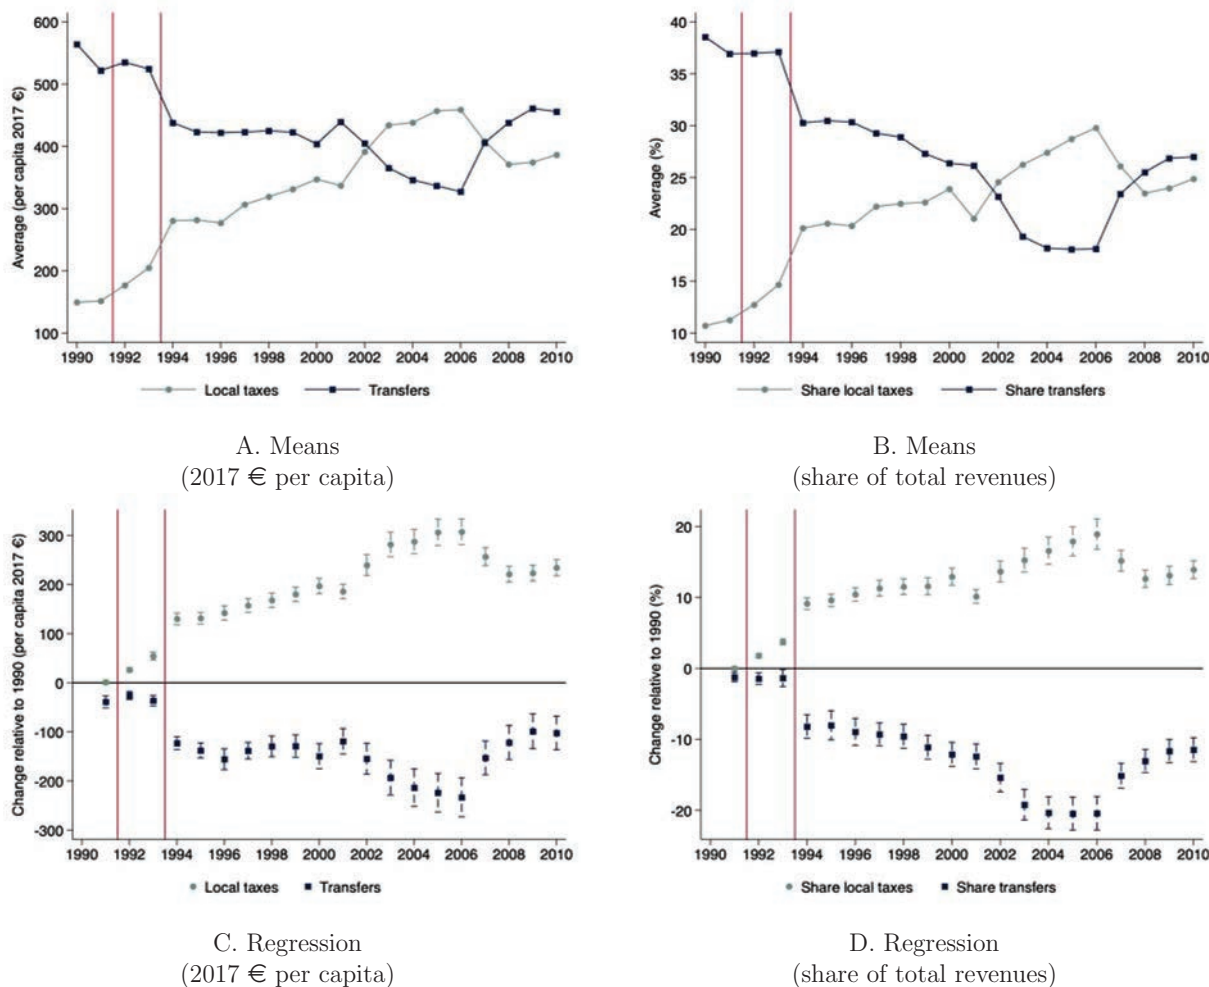 600
500
400
300
200
100
Average (per capita 2017 €)
1990 1992 1994 1996 1998 2000 2002 2004 2006 2008 2010
Local taxes Transfers
A. Means
(2017 € per capita)
40
35
30
25
20
15
10
Average (%)
1990 1992 1994 1996 1998 2000 2002 2004 2006 2008 2010
Share local taxes Share transfers
B. Means
(share of total revenues)
300
200
100
0
-100
-200
-300
Change relative to 1990 (per capita 2017 €)
1990 1992 1994 1996 1998 2000 2002 2004 2006 2008 2010
Local taxes Transfers
C. Regression
(2017 € per capita)
20
10
0
-10
-20
Change relative to 1990 (%)
1990 1992 1994 1996 1998 2000 2002 2004 2006 2008 2010
Share local taxes Share transfers
D. Regression
(share of total revenues)